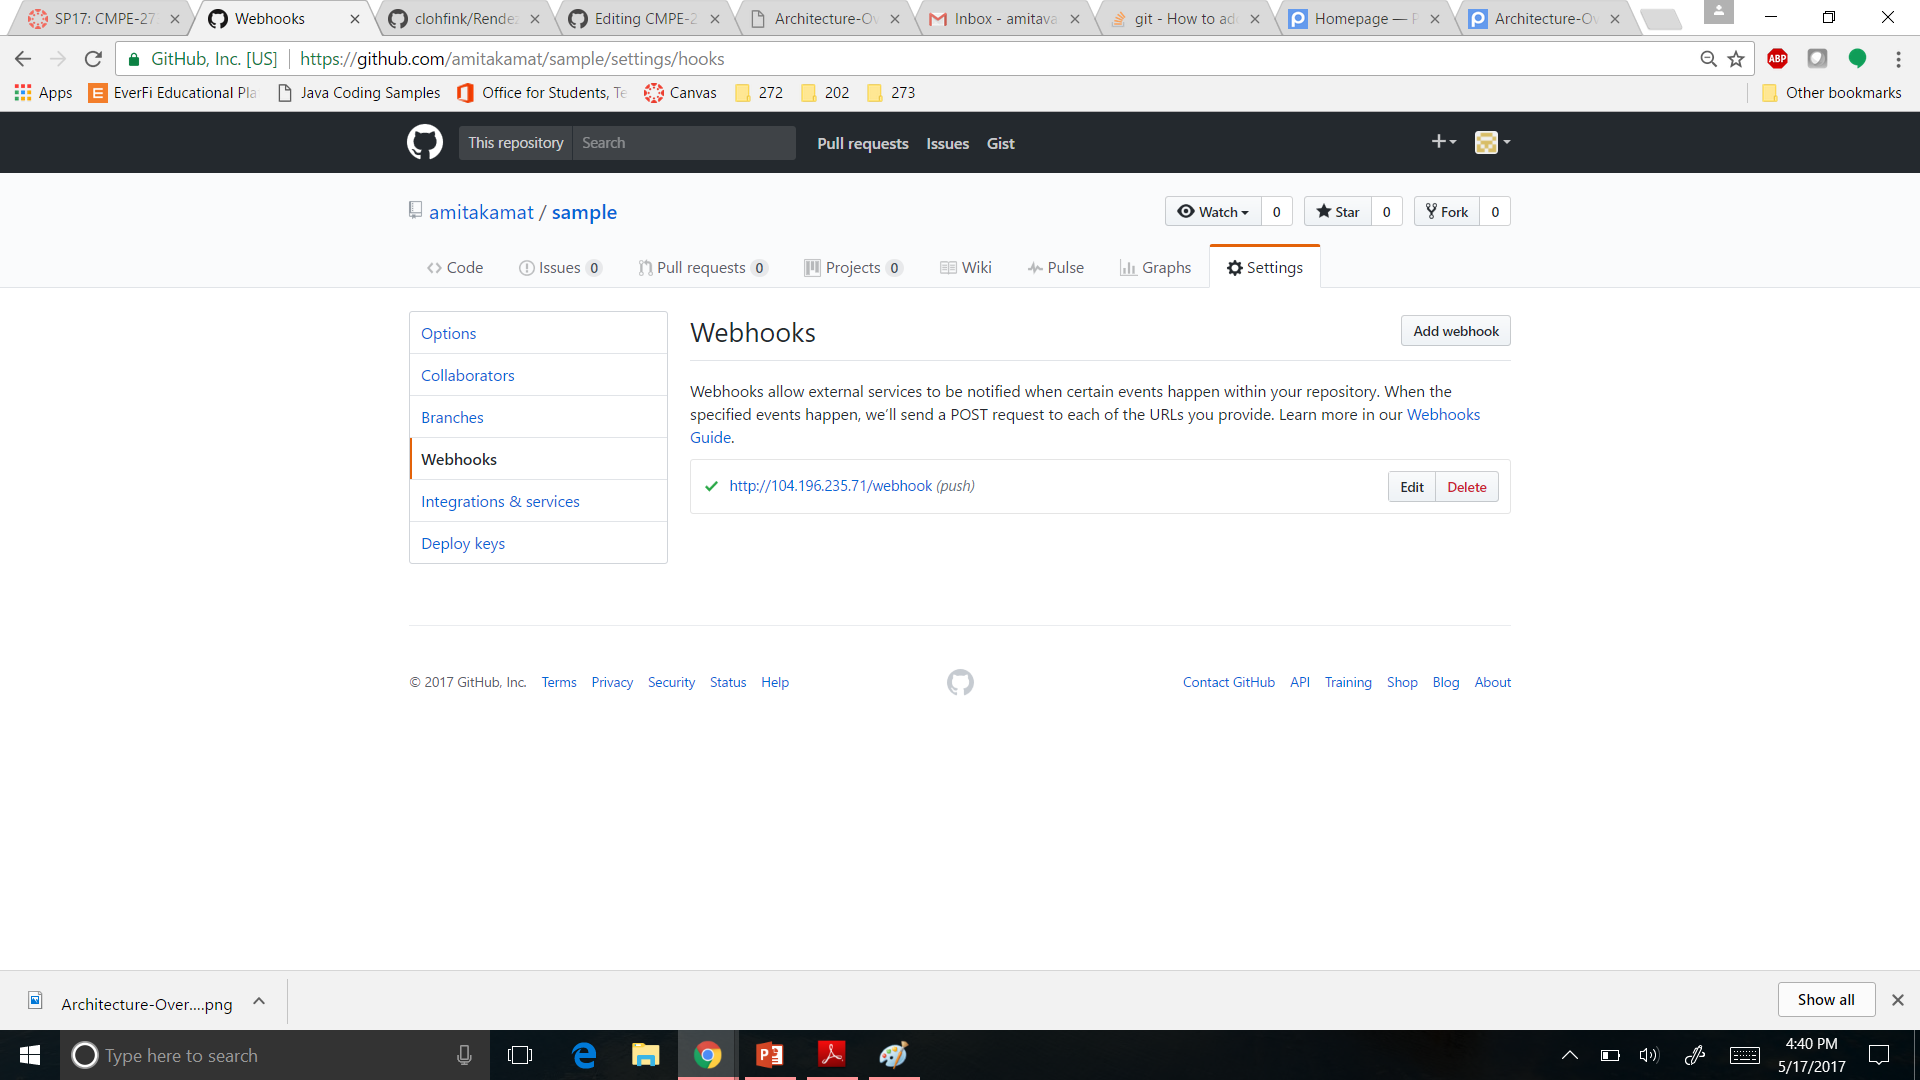 SP17: CMPE-27
Webhooks
clohfink/Rende
Editing CMPE-2
Architecture-Ov
Inbox - amitava
git - How to ad
Homepage — P
Architecture-Ov
GitHub, Inc. [US]
https://github.com/amitakamat/sample/settings/hooks
ABP
Apps
EverFi Educational Pla
Java Coding Samples
Office for Students, Te
Canvas
272
202
273
Other bookmarks
This repository
Search
Pull requests
Issues
Gist
amitakamat / sample
Watch 0
Star 0
Fork 0
Code
Issues 0
Pull requests 0
Projects 0
Wiki
Pulse
Graphs
Settings
Options
Collaborators
Branches
Webhooks
Integrations & services
Deploy keys
Webhooks
Add webhook
Webhooks allow external services to be notified when certain events happen within your repository. When the
specified events happen, we'll send a POST request to each of the URLs you provide. Learn more in our Webhooks
Guide.
http://104.196.235.71/webhook (push)
Edit
Delete
© 2017 GitHub, Inc. Terms Privacy Security Status Help
Contact GitHub API Training Shop Blog About
Architecture-Over....png
Show all
Type here to search
4:40 PM
5/17/2017